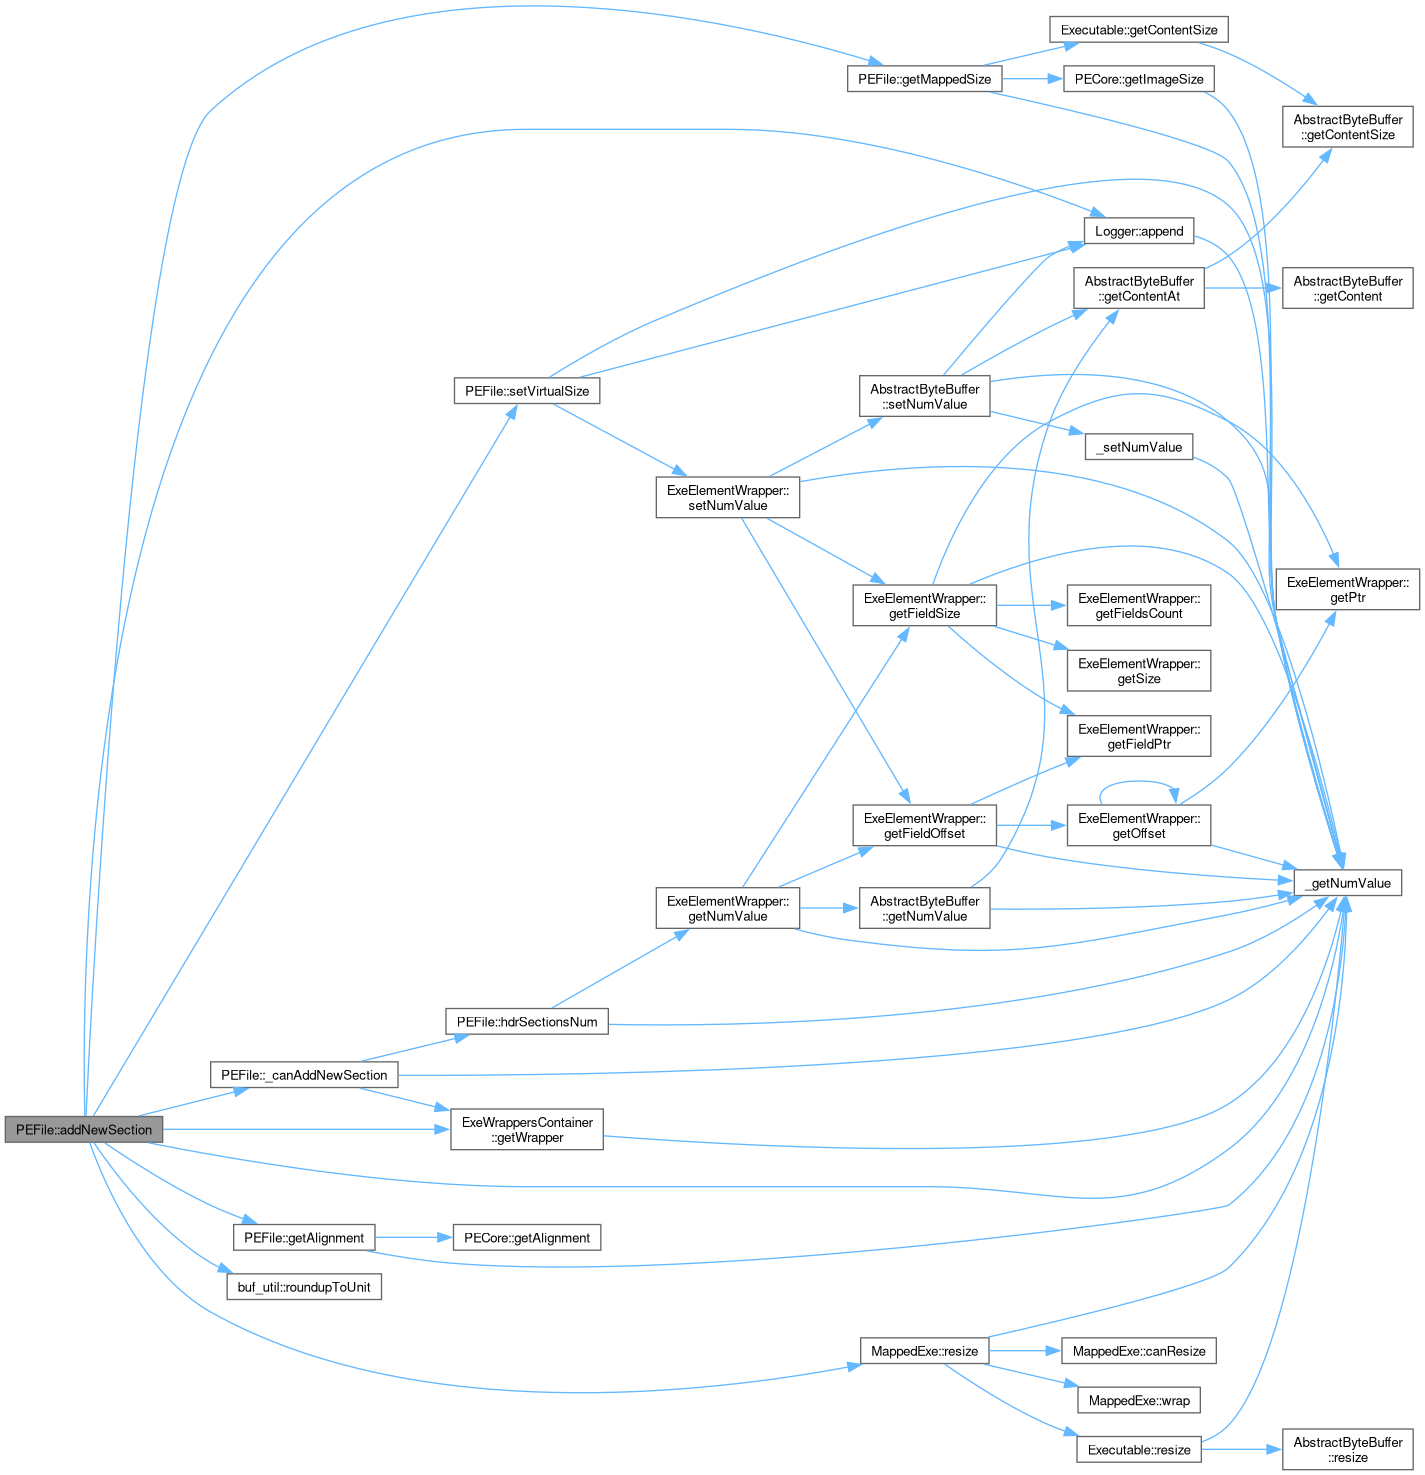 Executable::getContentSize
PEFile::getMappedSize
PECore::getImageSize
AbstractByteBuffer
::getContentSize
Logger::append
AbstractByteBuffer
::getContentAt
AbstractByteBuffer
::getContent
PEFile::setVirtualSize
AbstractByteBuffer
::setNumValue
_setNumValue
ExeElementWrapper::
setNumValue
ExeElementWrapper::
getPtr
ExeElementWrapper::
getFieldSize
ExeElementWrapper::
getFieldsCount
ExeElementWrapper::
getSize
ExeElementWrapper::
getFieldPtr
ExeElementWrapper::
getFieldOffset
ExeElementWrapper::
getOffset
_getNumValue
ExeElementWrapper::
getNumValue
AbstractByteBuffer
::getNumValue
PEFile::hdrSectionsNum
PEFile::_canAddNewSection
PEFile::addNewSection
ExeWrappersContainer
::getWrapper
PEFile::getAlignment
PECore::getAlignment
buf_util::roundupToUnit
MappedExe::resize
MappedExe::canResize
MappedExe::wrap
Executable::resize
AbstractByteBuffer
::resize